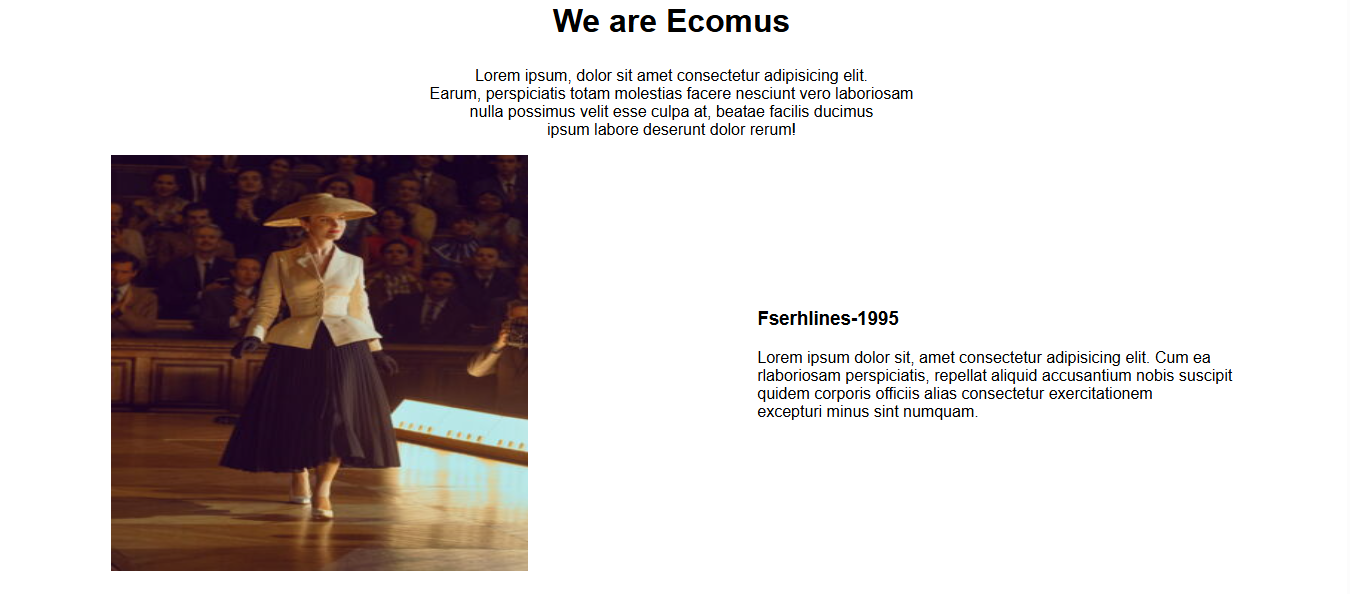 We are Ecomus
Lorem ipsum, dolor sit amet consectetur adipisicing elit.
Earum, perspiciatis totam molestias facere nesciunt vero laboriosam
nulla possimus velit esse culpa at, beatae facilis ducimus
ipsum labore deserunt dolor rerum!
Fserhlines-1995
Lorem ipsum dolor sit, amet consectetur adipisicing elit. Cum ea
rlaboriosam perspiciatis, repellat aliquid accusantium nobis suscipit
quidem corporis officiis alias consectetur exercitationem
excepturi minus sint numquam.